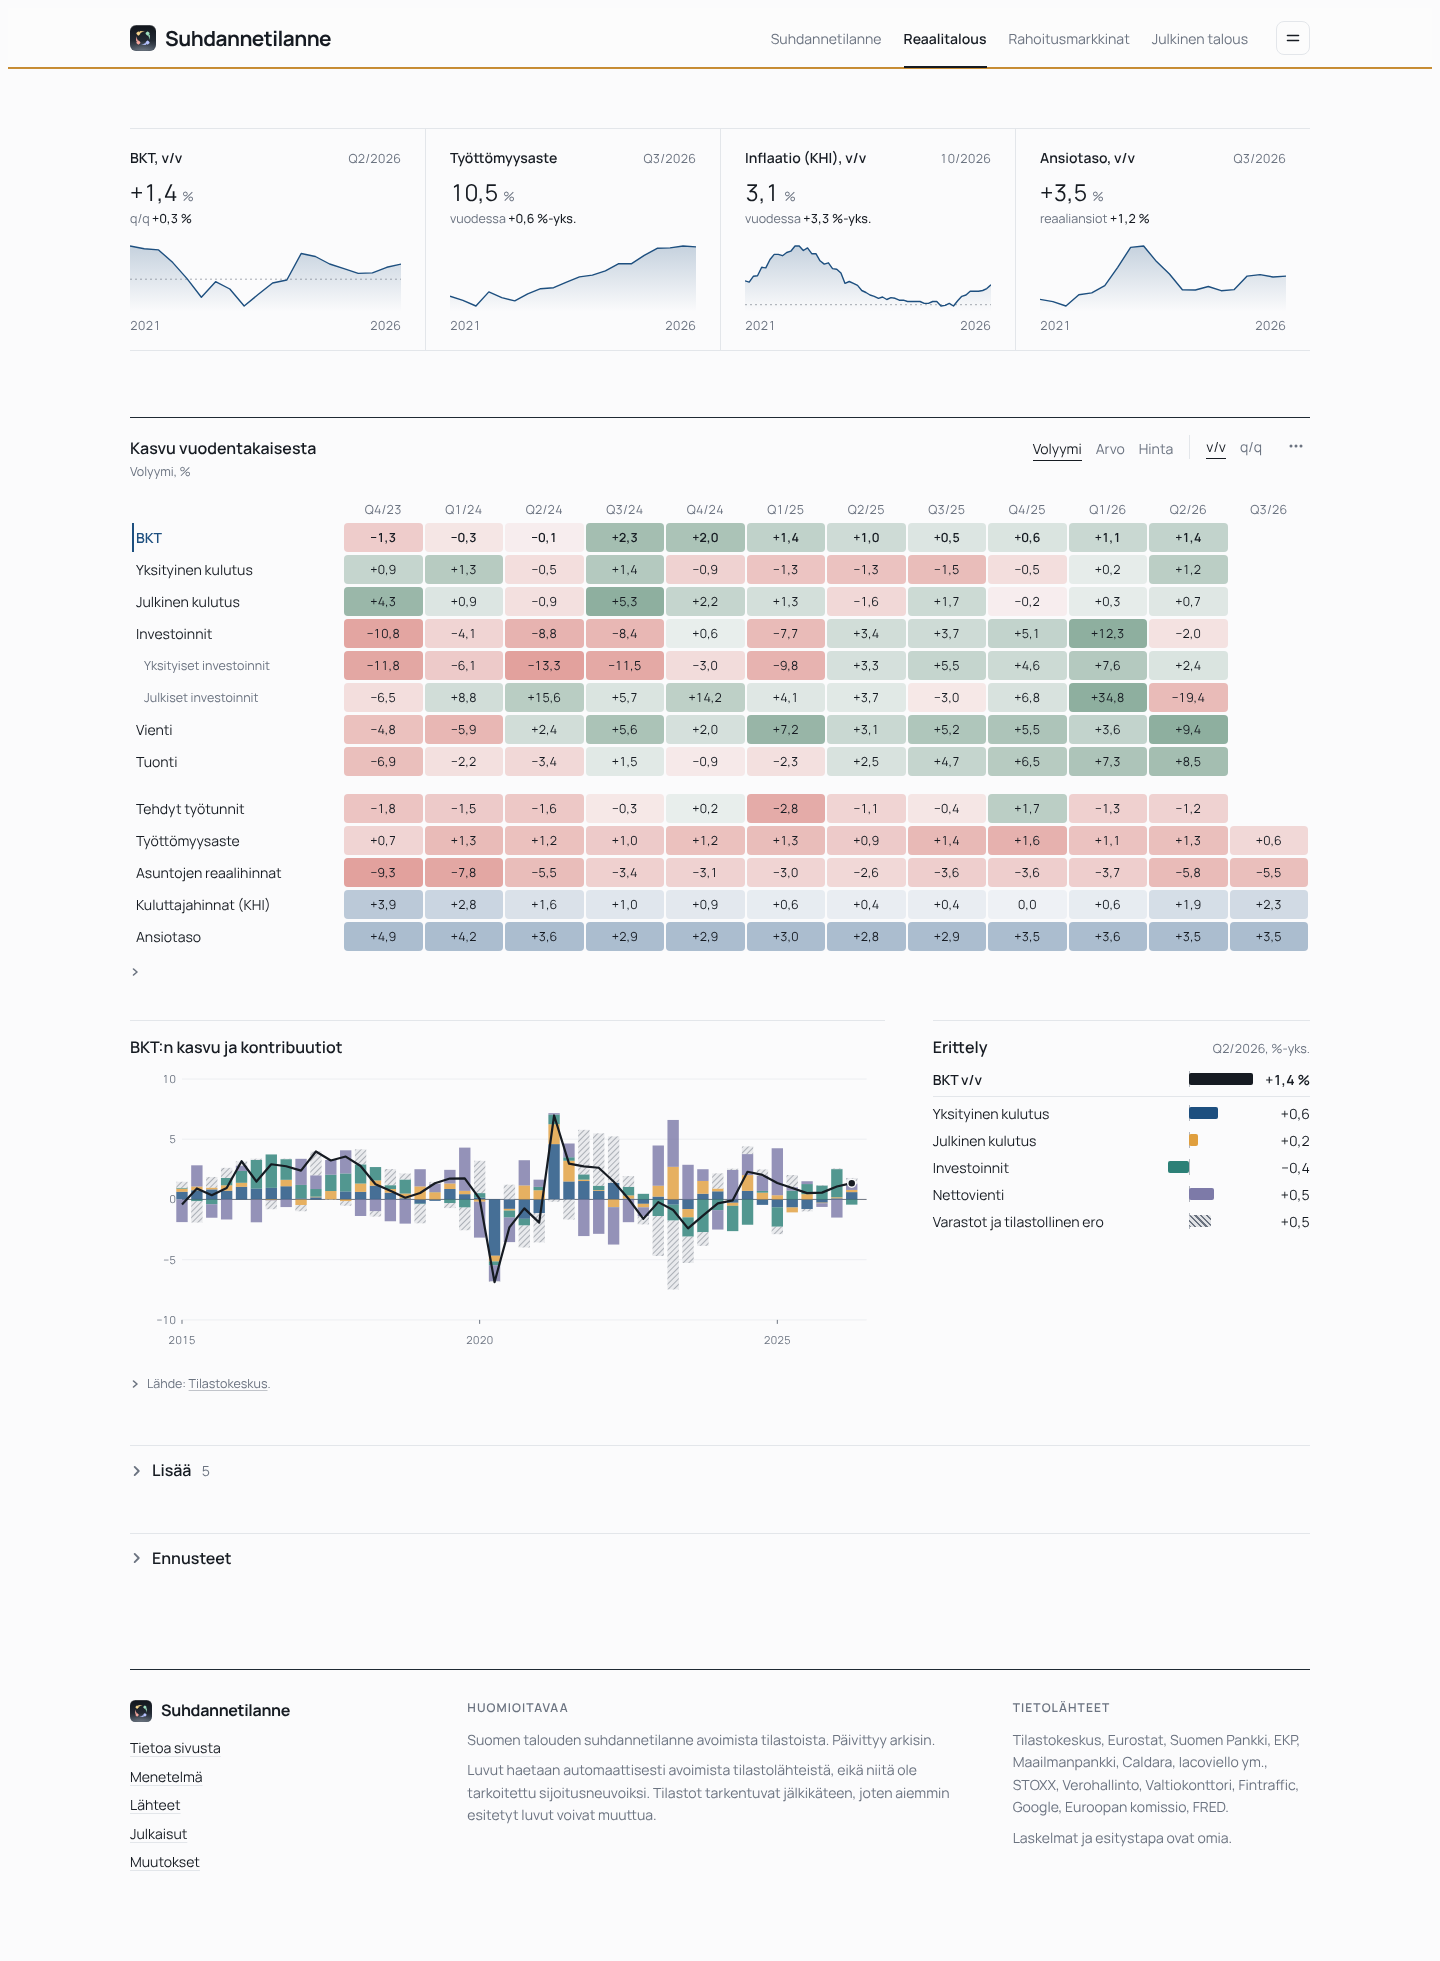 Suhdannetilanne
Suhdannetilanne Reaalitalous Rahoitusmarkkinat Julkinen talous
BKT, v/v Q2/2026
+1,4 %
q/q +0,3 %
2021 2026
Työttömyysaste Q3/2026
10,5 %
vuodessa +0,6 %-yks.
2021 2026
Inflaatio (KHI), v/v 10/2026
3,1 %
vuodessa +3,3 %-yks.
2021 2026
Ansiotaso, v/v Q3/2026
+3,5 %
reaaliansiot +1,2 %
2021 2026
Kasvu vuodentakaisesta Volyymi Arvo Hinta v/v q/q
Volyymi, %
Q4/23 Q1/24 Q2/24 Q3/24 Q4/24 Q1/25 Q2/25 Q3/25 Q4/25 Q1/26 Q2/26 Q3/26
BKT −1,3 −0,3 −0,1 +2,3 +2,0 +1,4 +1,0 +0,5 +0,6 +1,1 +1,4
Yksityinen kulutus +0,9 +1,3 −0,5 +1,4 −0,9 −1,3 −1,3 −1,5 −0,5 +0,2 +1,2
Julkinen kulutus +4,3 +0,9 −0,9 +5,3 +2,2 +1,3 −1,6 +1,7 −0,2 +0,3 +0,7
Investoinnit −10,8 −4,1 −8,8 −8,4 +0,6 −7,7 +3,4 +3,7 +5,1 +12,3 −2,0
Yksityiset investoinnit −11,8 −6,1 −13,3 −11,5 −3,0 −9,8 +3,3 +5,5 +4,6 +7,6 +2,4
Julkiset investoinnit −6,5 +8,8 +15,6 +5,7 +14,2 +4,1 +3,7 −3,0 +6,8 +34,8 −19,4
Vienti −4,8 −5,9 +2,4 +5,6 +2,0 +7,2 +3,1 +5,2 +5,5 +3,6 +9,4
Tuonti −6,9 −2,2 −3,4 +1,5 −0,9 −2,3 +2,5 +4,7 +6,5 +7,3 +8,5
Tehdyt työtunnit −1,8 −1,5 −1,6 −0,3 +0,2 −2,8 −1,1 −0,4 +1,7 −1,3 −1,2
Työttömyysaste +0,7 +1,3 +1,2 +1,0 +1,2 +1,3 +0,9 +1,4 +1,6 +1,1 +1,3 +0,6
Asuntojen reaalihinnat −9,3 −7,8 −5,5 −3,4 −3,1 −3,0 −2,6 −3,6 −3,6 −3,7 −5,8 −5,5
Kuluttajahinnat (KHI) +3,9 +2,8 +1,6 +1,0 +0,9 +0,6 +0,4 +0,4 0,0 +0,6 +1,9 +2,3
Ansiotaso +4,9 +4,2 +3,6 +2,9 +2,9 +3,0 +2,8 +2,9 +3,5 +3,6 +3,5 +3,5
BKT:n kasvu ja kontribuutiot
10
5
0
−5
−10
2015 2020 2025
Lähde: Tilastokeskus.
Erittely Q2/2026, %-yks.
BKT v/v +1,4 %
Yksityinen kulutus +0,6
Julkinen kulutus +0,2
Investoinnit −0,4
Nettovienti +0,5
Varastot ja tilastollinen ero +0,5
Lisää 5
Ennusteet
Suhdannetilanne
Tietoa sivusta
Menetelmä
Lähteet
Julkaisut
Muutokset
HUOMIOITAVAA
Suomen talouden suhdannetilanne avoimista tilastoista. Päivittyy arkisin.
Luvut haetaan automaattisesti avoimista tilastolähteistä, eikä niitä ole
tarkoitettu sijoitusneuvoiksi. Tilastot tarkentuvat jälkikäteen, joten aiemmin
esitetyt luvut voivat muuttua.
TIETOLÄHTEET
Tilastokeskus, Eurostat, Suomen Pankki, EKP,
Maailmanpankki, Caldara, Iacoviello ym.,
STOXX, Verohallinto, Valtiokonttori, Fintraffic,
Google, Euroopan komissio, FRED.
Laskelmat ja esitystapa ovat omia.